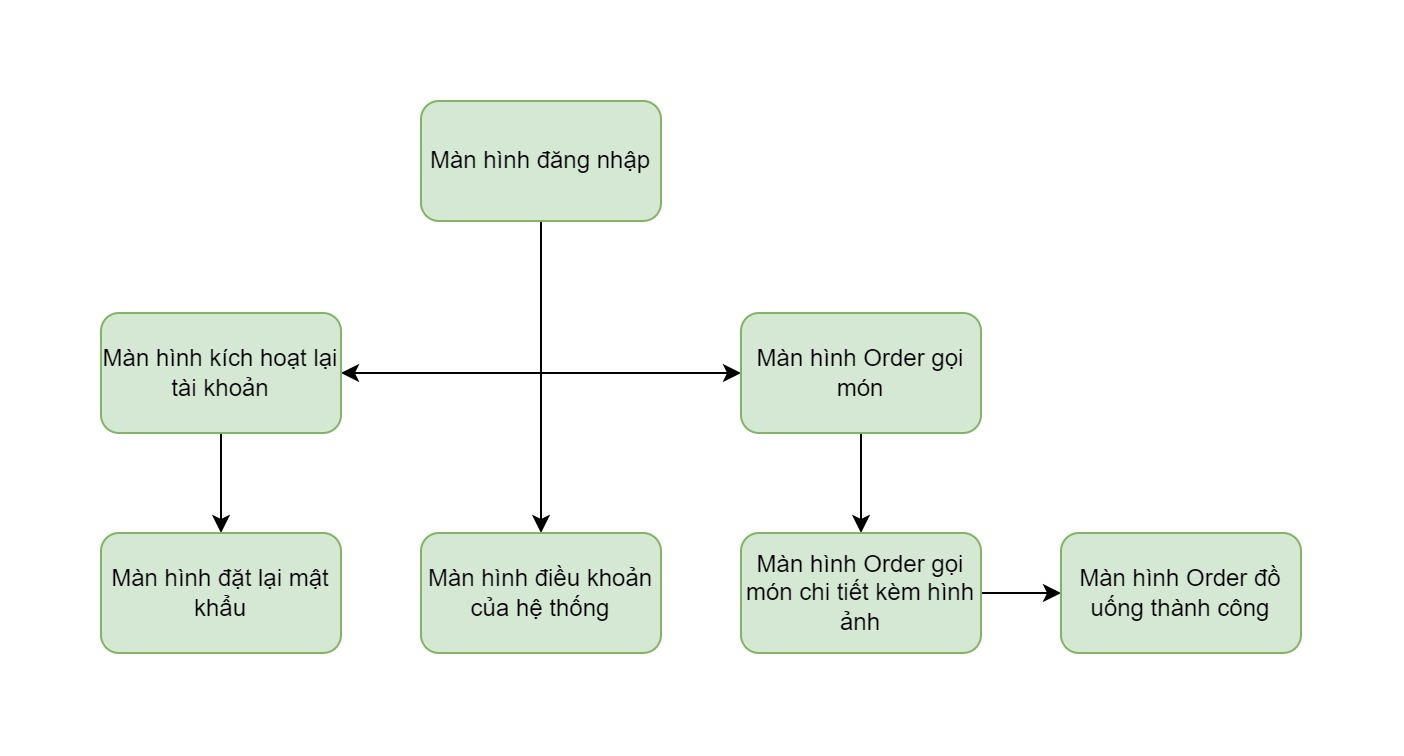 Màn hình đăng nhập
Màn hình kích hoạt lại
tài khoản
Màn hình Order gọi
món
Màn hình đặt lại mật
khẩu
Màn hình điều khoản
của hệ thống
Màn hình Order gọi
món chi tiết kèm hình
ảnh
Màn hình Order đồ
uống thành công